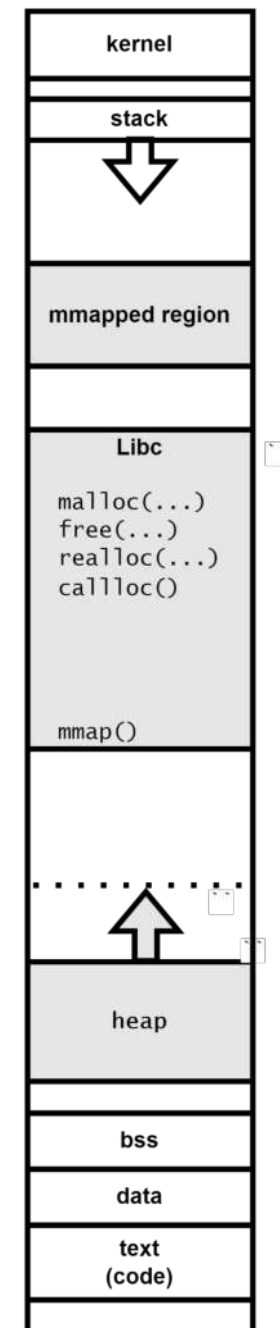 kernel
stack
mmapped region
Libc
malloc(...)
free(...)
realloc(...)
callloc()
mmap()
heap
bss
data
text
(code)